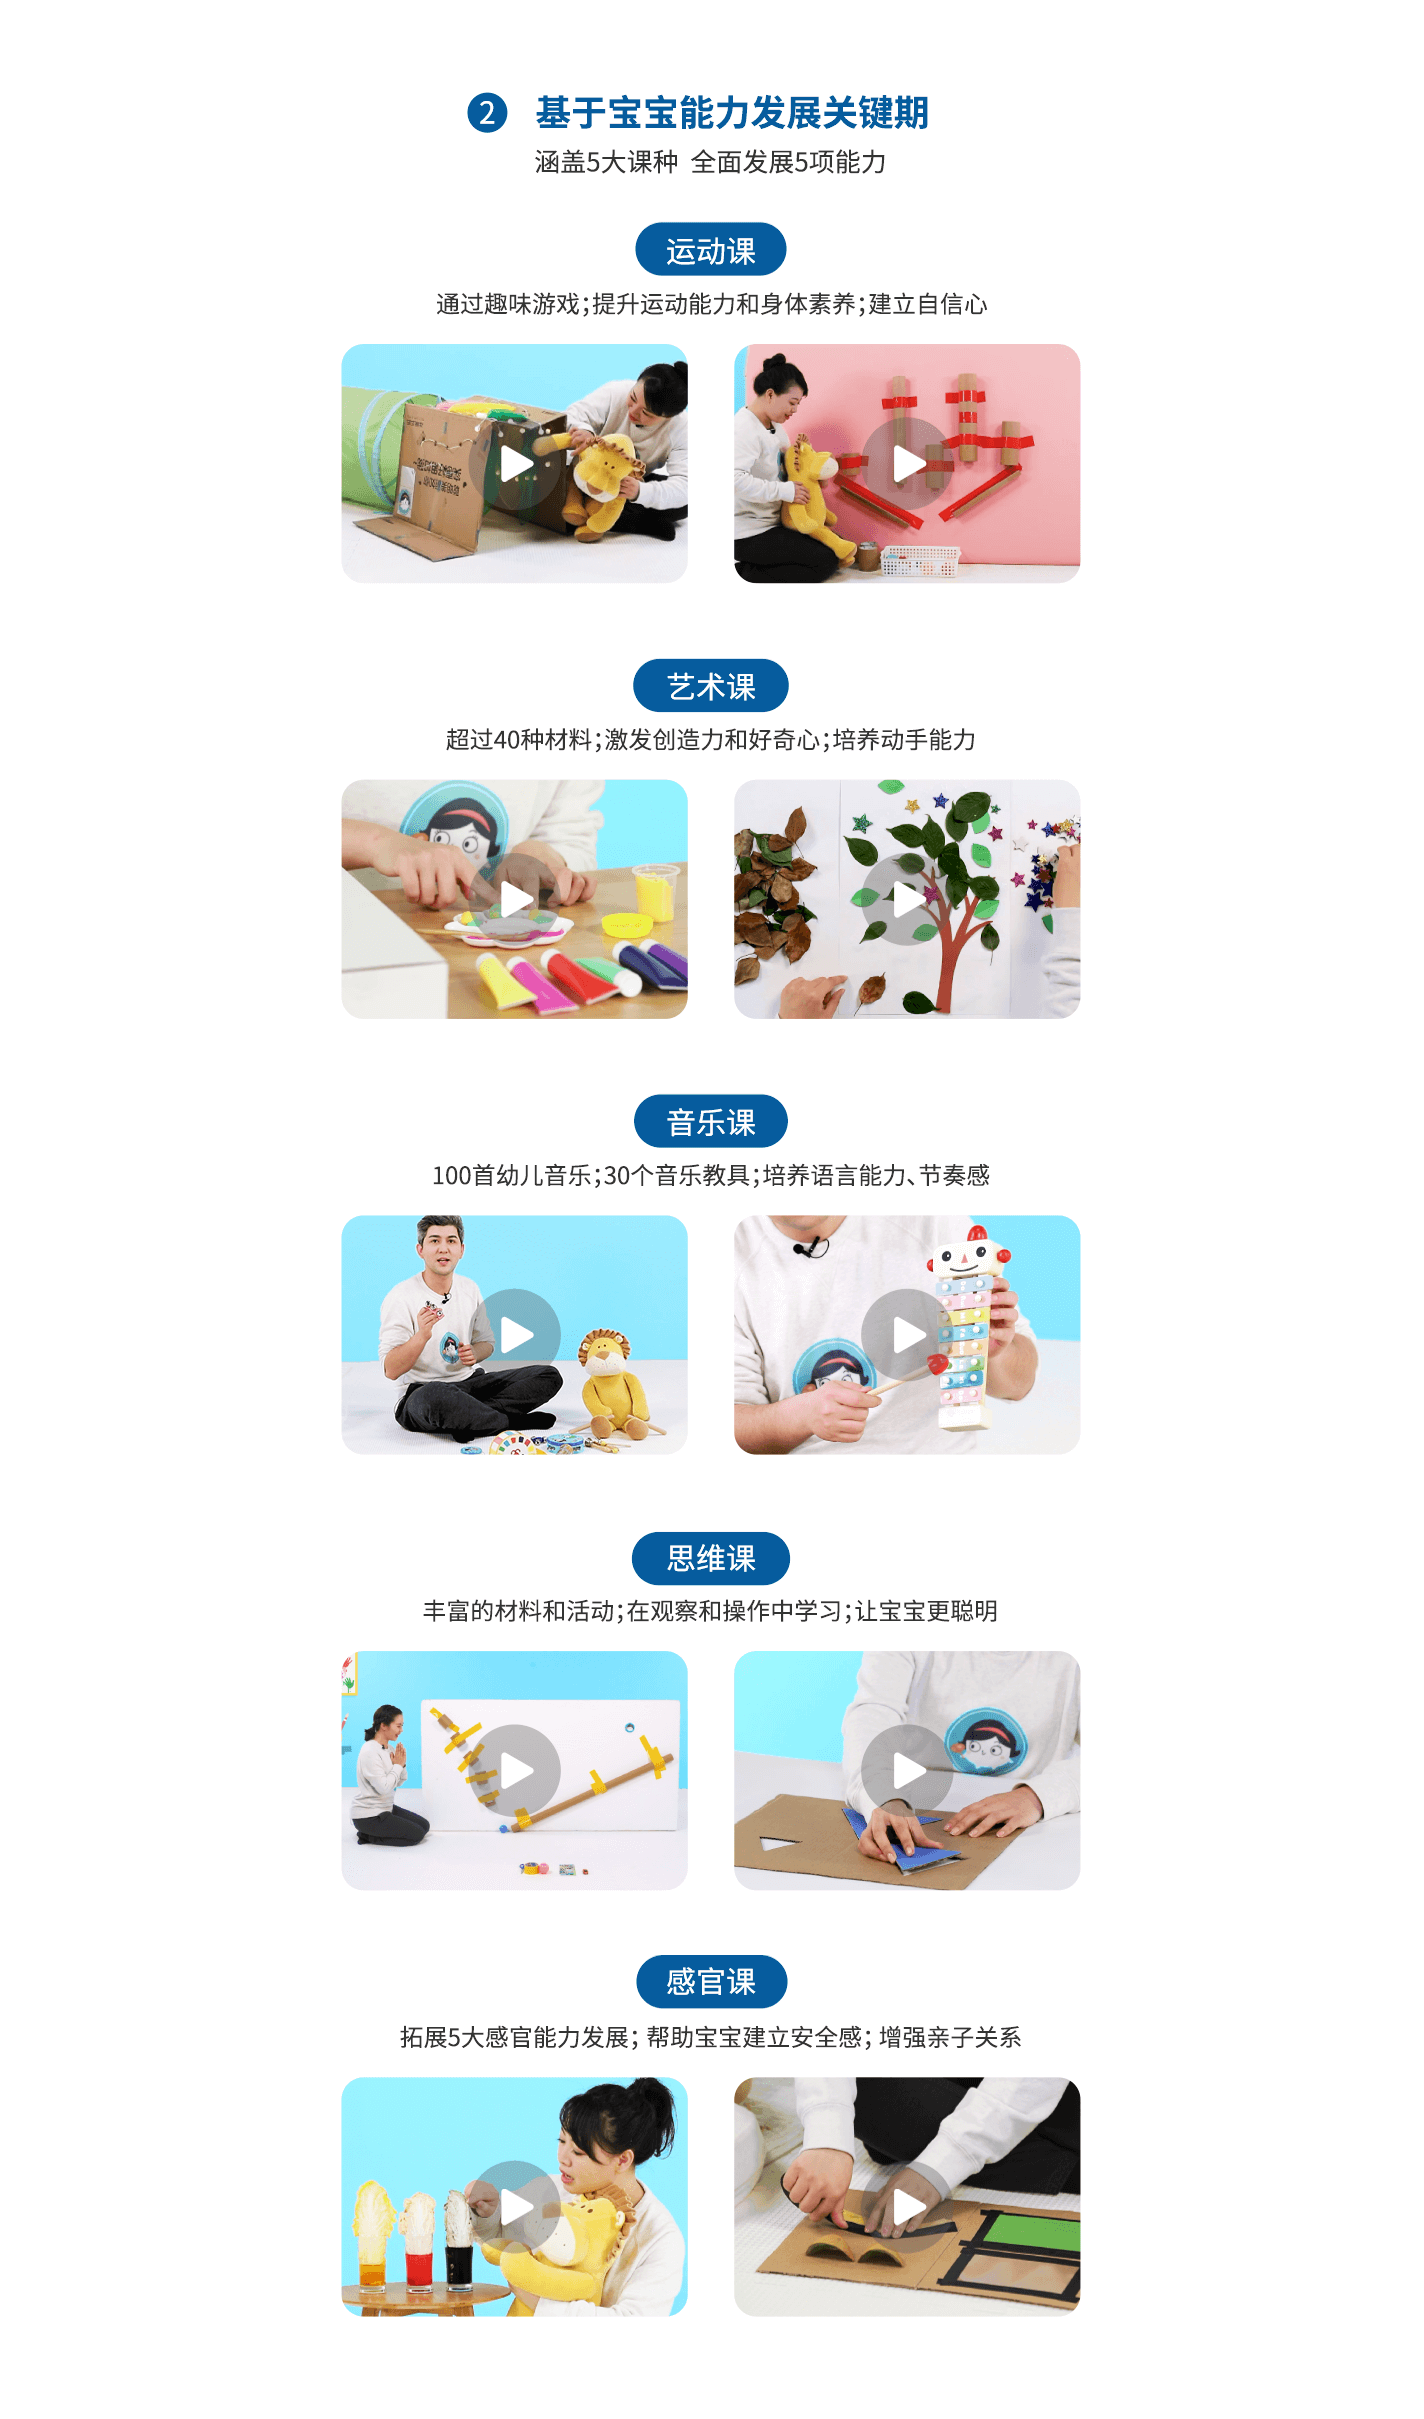 2 基于宝宝能力发展关键期
涵盖5大课种 全面发展5项能力
运动课
通过趣味游戏;提升运动能力和身体素养;建立自信心
艺术课
超过40种材料;激发创造力和好奇心;培养动手能力
音乐课
100首幼儿音乐;30个音乐教具;培养语言能力、节奏感
思维课
丰富的材料和活动;在观察和操作中学习;让宝宝更聪明
感官课
拓展5大感官能力发展; 帮助宝宝建立安全感; 增强亲子关系